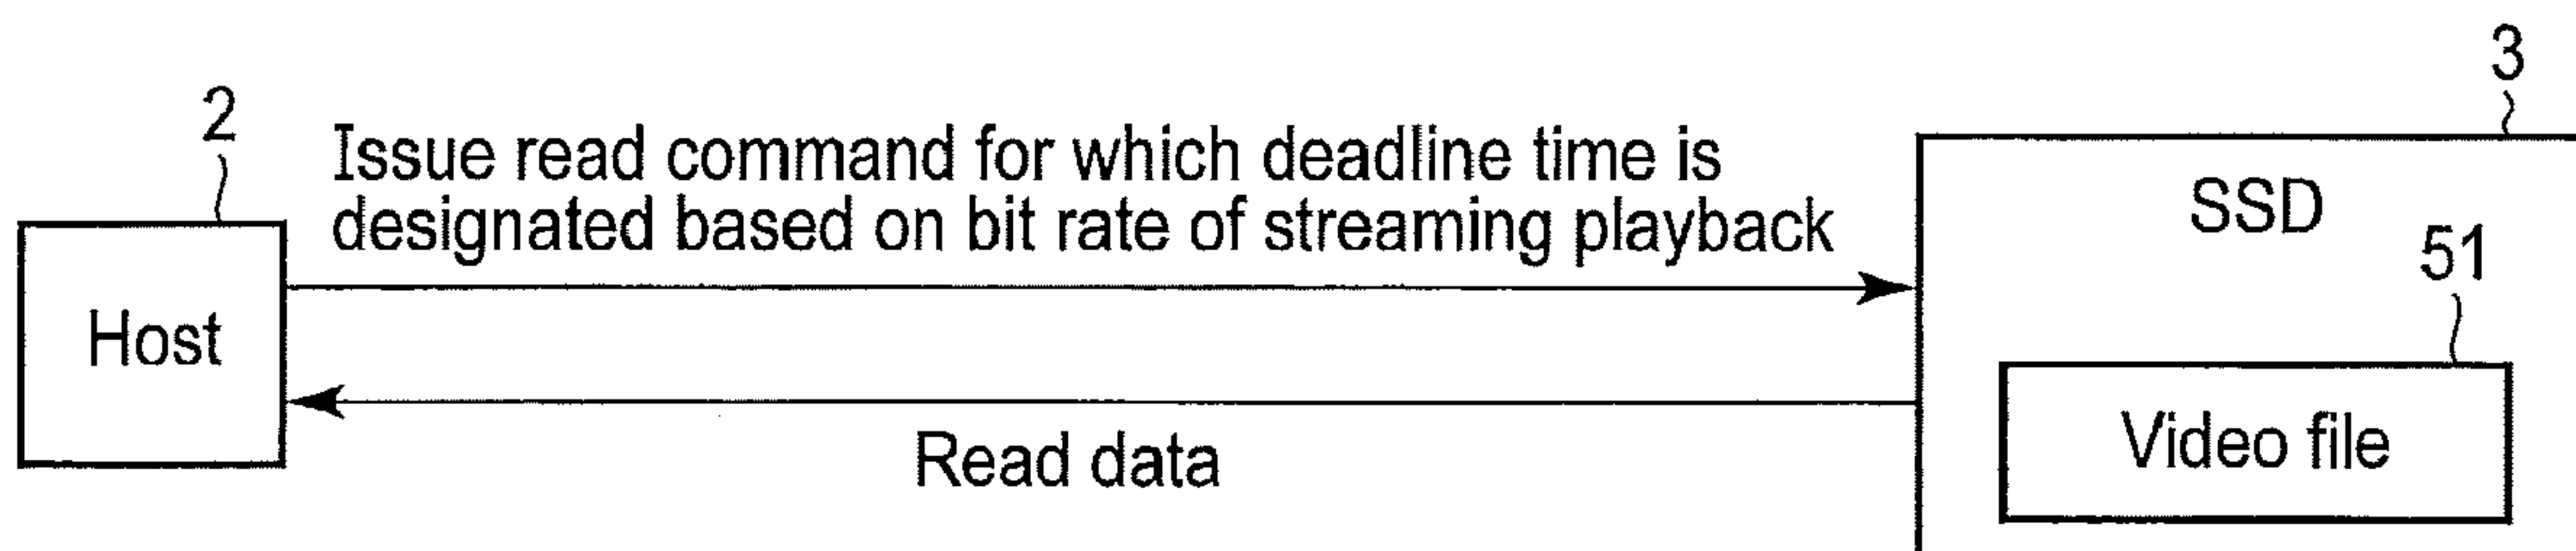 3
2
Issue read command for which deadline time is
designated based on bit rate of streaming playback
SSD
51
Host
Video file
Read data